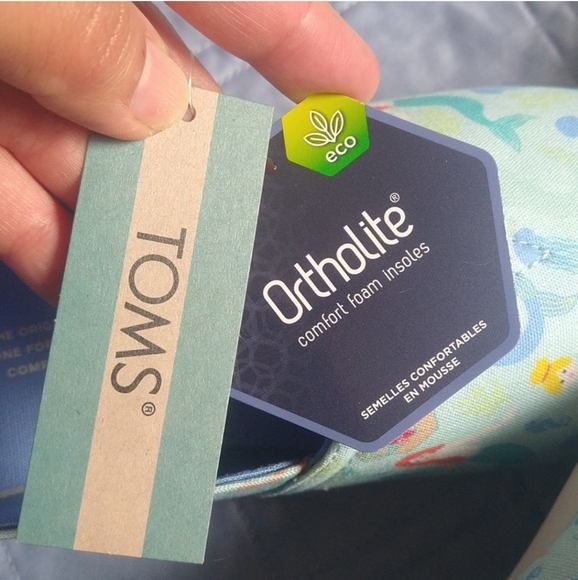 TOMS®
eco
Ortholite®
comfort foam insoles
SEMELLES CONFORTABLES
EN MOUSSE